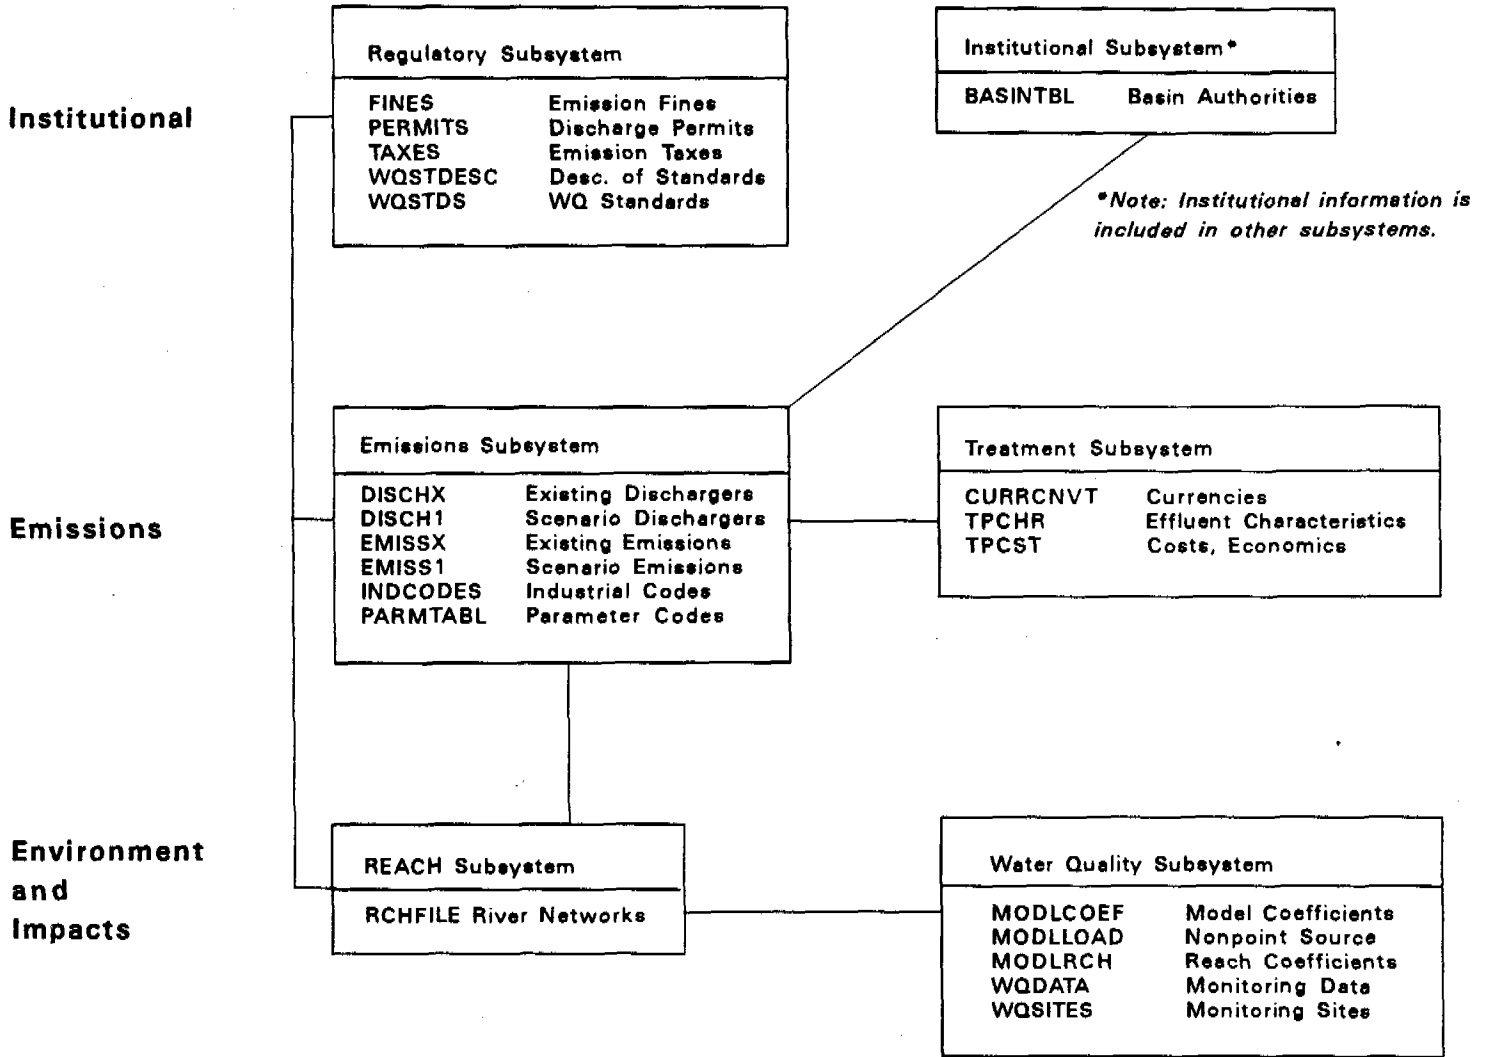 Institutional
Regulatory Subsystem
FINES Emission Fines
PERMITS Discharge Permits
TAXES Emission Taxes
WQSTDESC Desc. of Standards
WQSTDS WQ Standards
Institutional Subsystem*
BASINTBL Basin Authorities
*Note: Institutional information is
included in other subsystems.
Emissions
Emissions Subsystem
DISCHX Existing Dischargers
DISCH1 Scenario Dischargers
EMISSX Existing Emissions
EMISS1 Scenario Emissions
INDCODES Industrial Codes
PARMTABL Parameter Codes
Treatment Subsystem
CURRCNVT Currencies
TPCHR Effluent Characteristics
TPCST Costs, Economics
Environment
and
Impacts
REACH Subsystem
RCHFILE River Networks
Water Quality Subsystem
MODLCOEF Model Coefficients
MODLLOAD Nonpoint Source
MODLRCH Reach Coefficients
WQDATA Monitoring Data
WQSITES Monitoring Sites